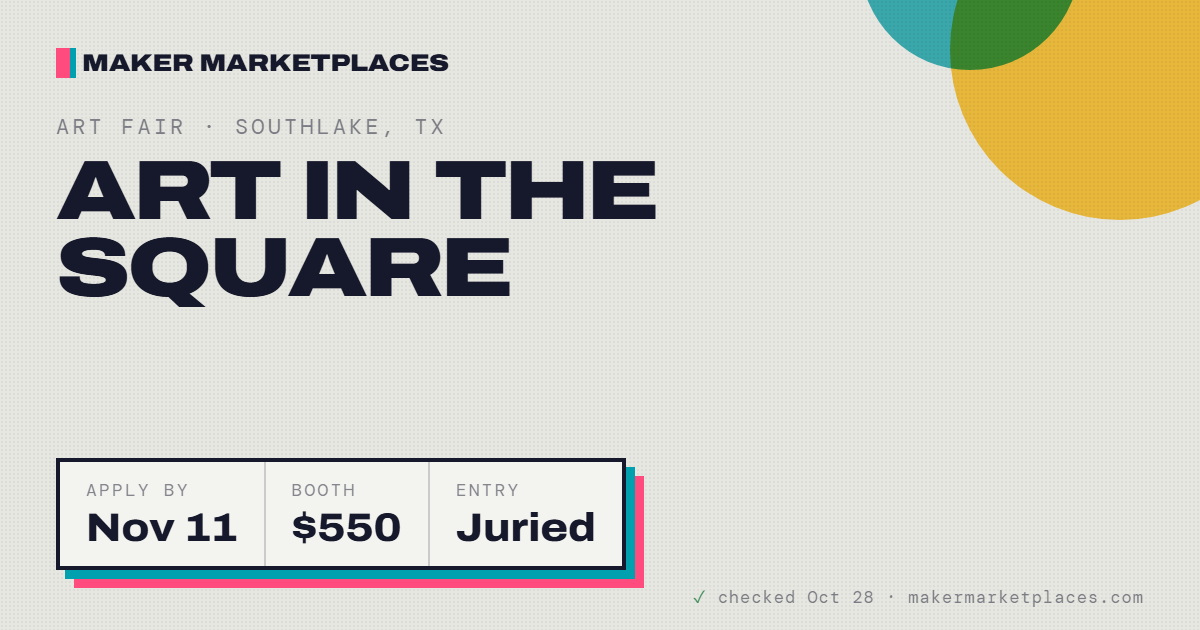 MAKER MARKETPLACES
ART FAIR · SOUTHLAKE, TX
ART IN THE
SQUARE
APPLY BY
Nov 11
BOOTH
$550
ENTRY
Juried
✓ checked Oct 28 · makermarketplaces.com